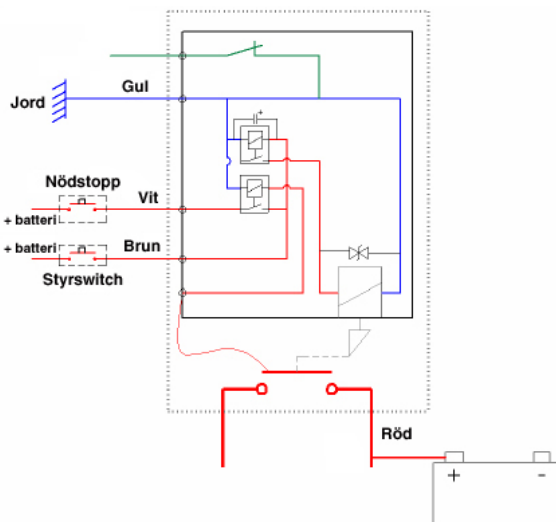 Gul
Jord
Nödstopp
Vit
+ batteri
+ batteri
Brun
Styrswitch
+
Röd
+ -